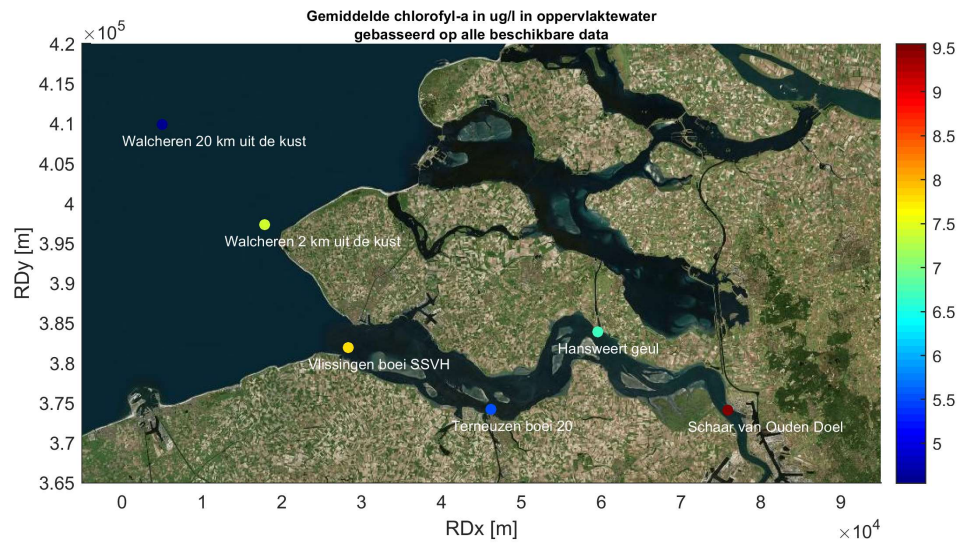 Gemiddelde chlorofyl-a in ug/l in oppervlaktewater
gebasseerd op alle beschikbare data
×10⁵
4.2
4.15
4.1
4.05
4
3.95
3.9
3.85
3.8
3.75
3.7
3.65
RDy [m]
Walcheren 20 km uit de kust
Walcheren 2 km uit de kust
Vlissingen boei SSVH
Hansweert geul
Terneuzen boei 20
Schaar van Ouden Doel
0 1 2 3 4 5 6 7 8 9
RDx [m]
×10⁴
9.5
9
8.5
8
7.5
7
6.5
6
5.5
5